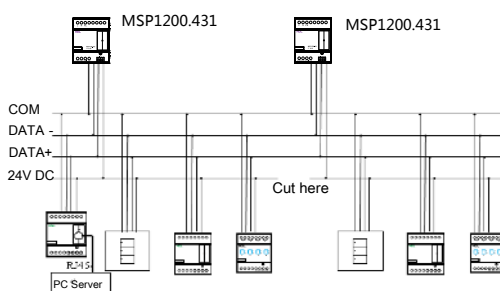 MSP1200.431
MSP1200.431
COM
DATA -
DATA+
24V DC
Cut here
RJ45
PC Server